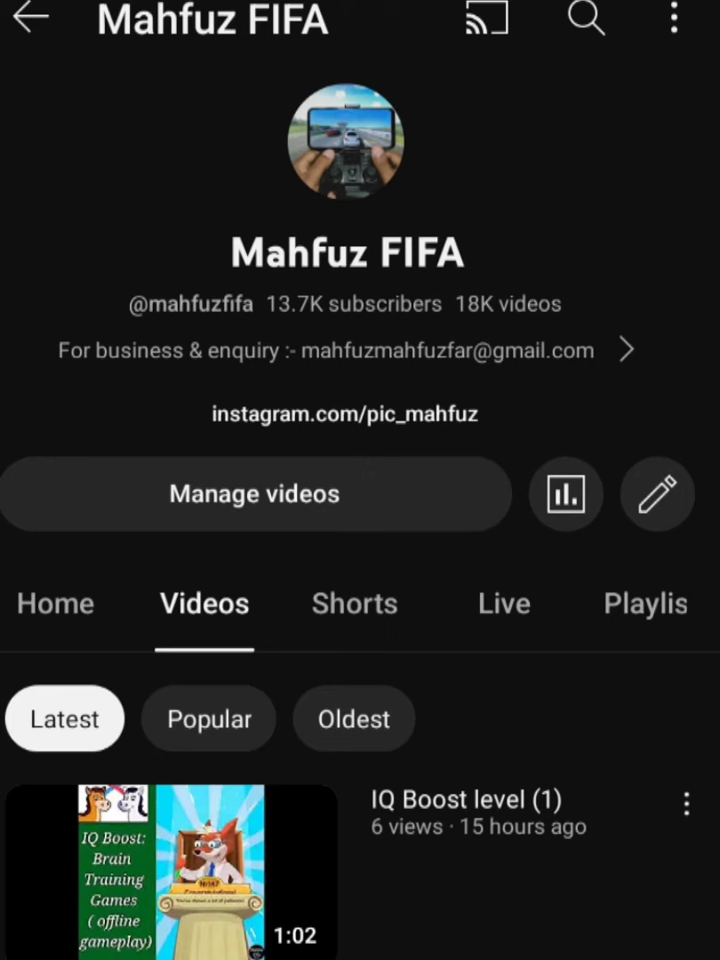 Mahfuz FIFA
Mahfuz FIFA
@mahfuzfifa 13.7K subscribers 18K videos
For business & enquiry :- mahfuzmahfuzfar@gmail.com
instagram.com/pic_mahfuz
Manage videos
Home Videos Shorts Live Playlis
Latest Popular Oldest
IQ Boost:
Brain
Training
Games
( offline
gameplay)
1:02
IQ Boost level (1)
6 views · 15 hours ago